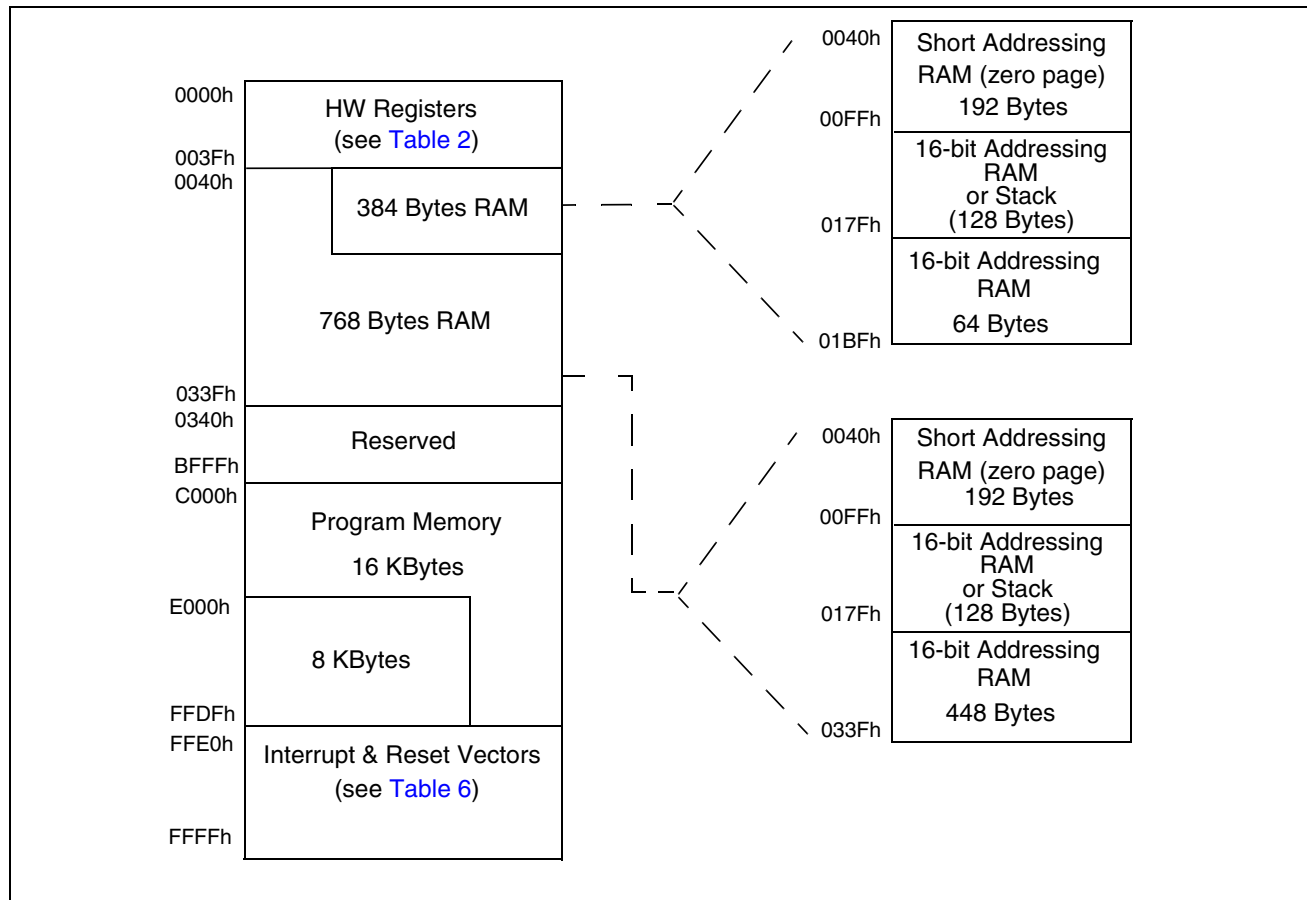 0000h
HW Registers
(see Table 2)
003Fh
0040h
384 Bytes RAM
768 Bytes RAM
033Fh
0340h
Reserved
BFFFh
C000h
Program Memory
16 KBytes
E000h
8 KBytes
FFDFh
FFE0h
Interrupt & Reset Vectors
(see Table 6)
FFFFh
0040h
Short Addressing
RAM (zero page)
192 Bytes
00FFh
16-bit Addressing
RAM
or Stack
(128 Bytes)
017Fh
16-bit Addressing
RAM
64 Bytes
01BFh
0040h
Short Addressing
RAM (zero page)
192 Bytes
00FFh
16-bit Addressing
RAM
or Stack
(128 Bytes)
017Fh
16-bit Addressing
RAM
448 Bytes
033Fh